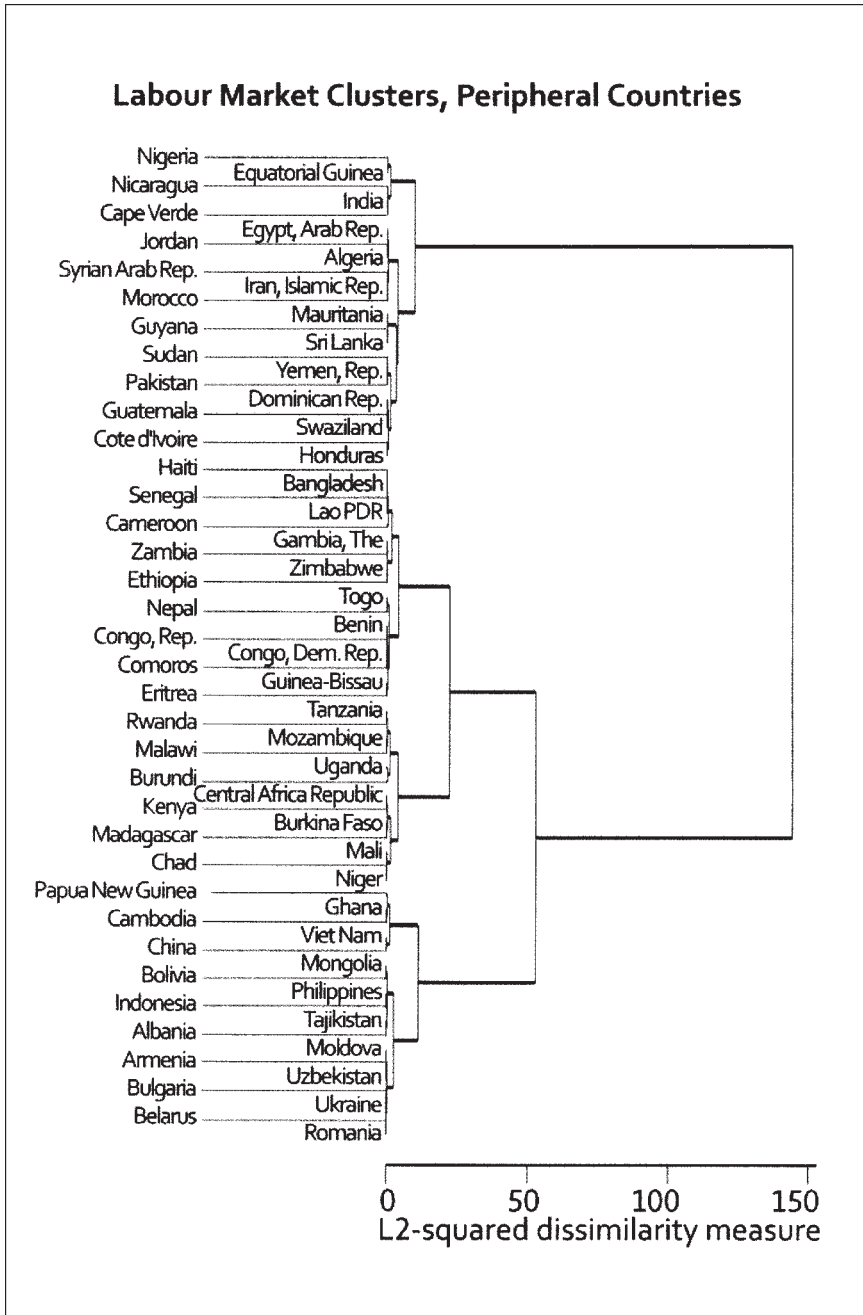 Labour Market Clusters, Peripheral Countries
Nigeria
Equatorial Guinea
Nicaragua
India
Cape Verde
Egypt, Arab Rep.
Jordan
Algeria
Syrian Arab Rep.
Iran, Islamic Rep.
Morocco
Mauritania
Guyana
Sri Lanka
Sudan
Yemen, Rep.
Pakistan
Dominican Rep.
Guatemala
Swaziland
Cote d'Ivoire
Honduras
Haiti
Bangladesh
Senegal
Lao PDR
Cameroon
Gambia, The
Zambia
Zimbabwe
Ethiopia
Togo
Nepal
Benin
Congo, Rep.
Congo, Dem. Rep.
Comoros
Guinea-Bissau
Eritrea
Tanzania
Rwanda
Mozambique
Malawi
Uganda
Burundi
Central Africa Republic
Kenya
Burkina Faso
Madagascar
Mali
Chad
Niger
Papua New Guinea
Ghana
Cambodia
Viet Nam
China
Mongolia
Bolivia
Philippines
Indonesia
Tajikistan
Albania
Moldova
Armenia
Uzbekistan
Bulgaria
Ukraine
Belarus
Romania
0 50 100 150
L2-squared dissimilarity measure